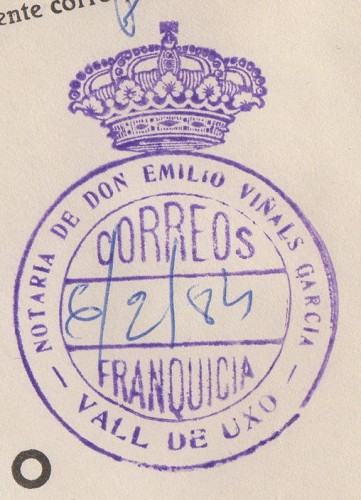 ente corre
NOTARIA DE DON EMILIO VIÑALS GARCIA
CORREOS
6/2/84
FRANQUICIA
— VALL DE UXO —